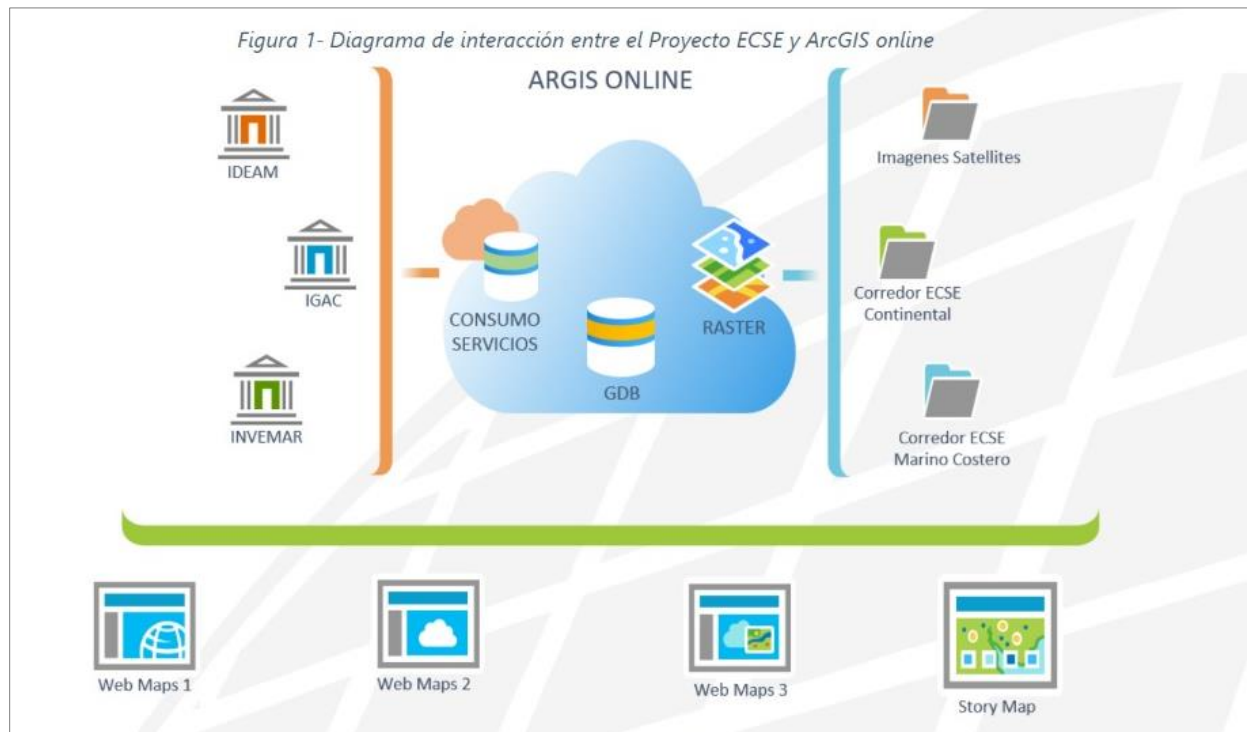 Figura 1- Diagrama de interacción entre el Proyecto ECSE y ArcGIS online
ARGIS ONLINE
IDEAM
IGAC
INVEMAR
CONSUMO
SERVICIOS
GDB
RASTER
Imagenes Satellites
Corredor ECSE
Continental
Corredor ECSE
Marino Costero
Web Maps 1
Web Maps 2
Web Maps 3
Story Map